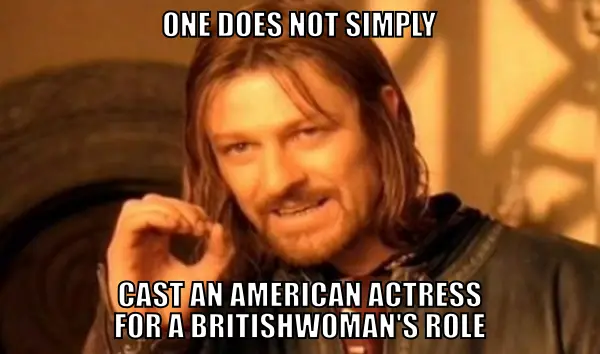 ONE DOES NOT SIMPLY
CAST AN AMERICAN ACTRESS
FOR A BRITISHWOMAN'S ROLE